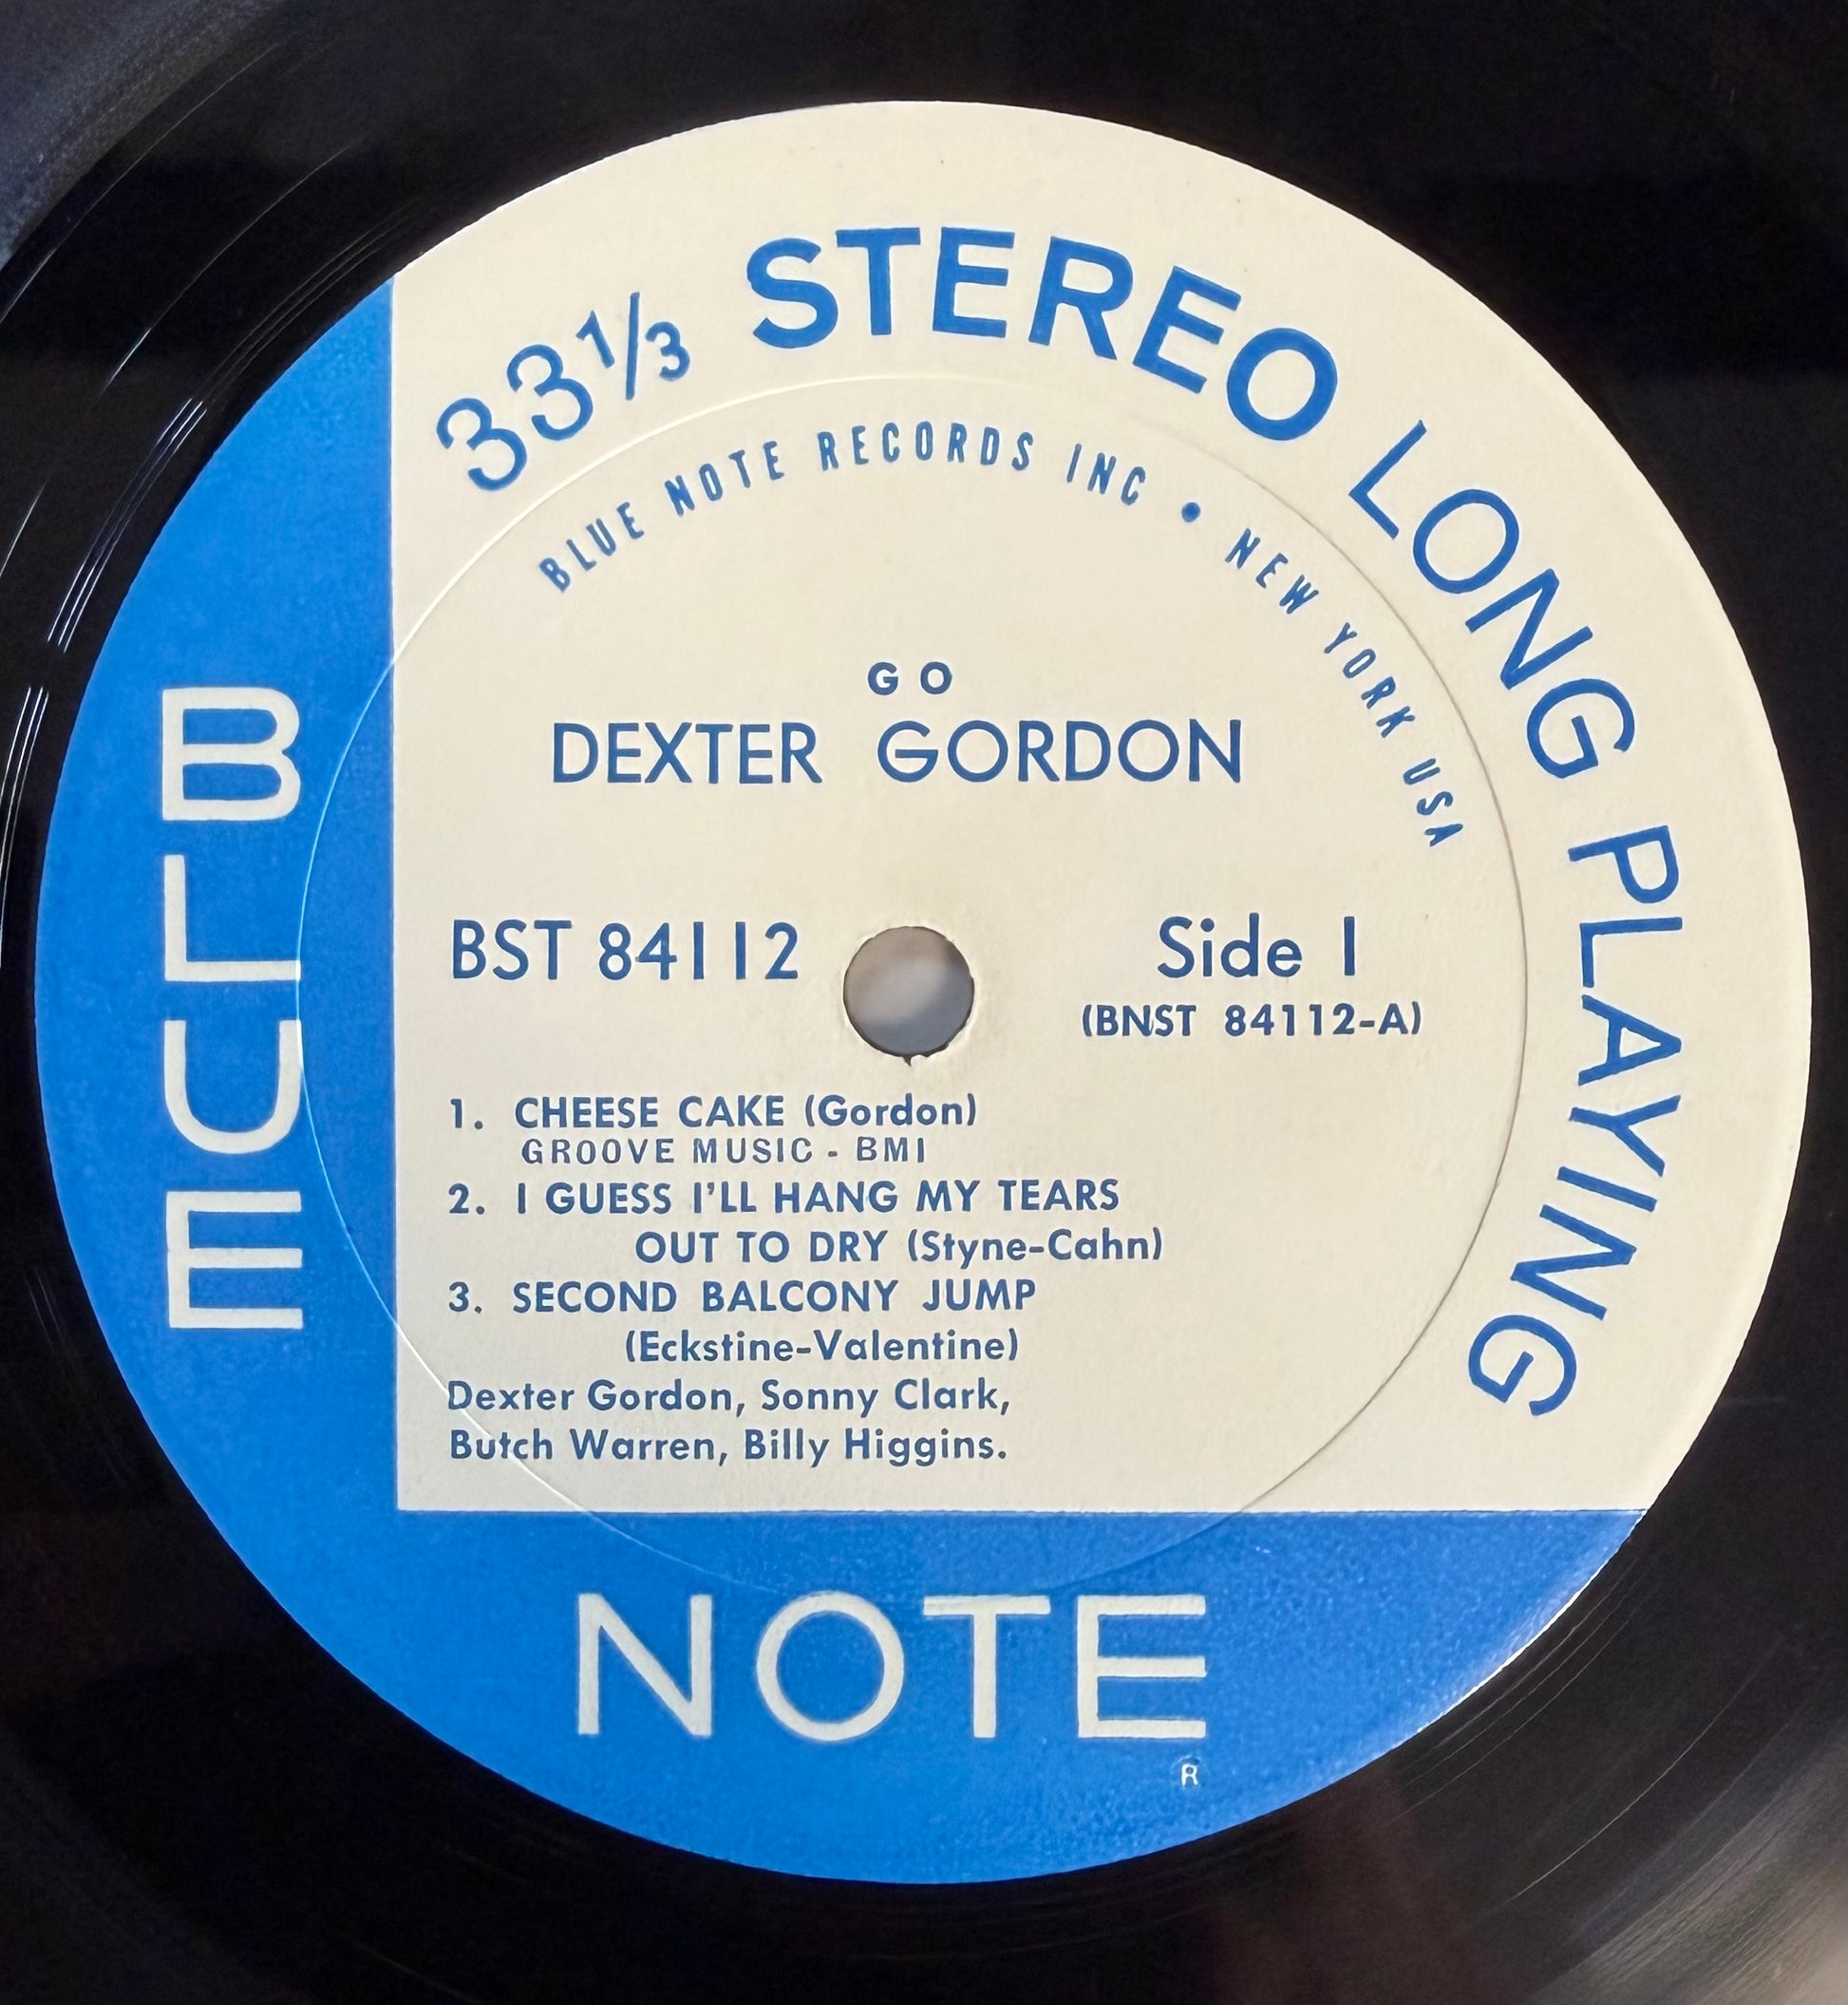 33⅓ STEREO LONG PLAYING
BLUE NOTE RECORDS INC • NEW YORK USA
GO
DEXTER GORDON
BST 84112
Side 1
(BNST 84112-A)
1. CHEESE CAKE (Gordon)
GROOVE MUSIC - BMI
2. I GUESS I'LL HANG MY TEARS
OUT TO DRY (Styne-Cahn)
3. SECOND BALCONY JUMP
(Eckstine-Valentine)
Dexter Gordon, Sonny Clark,
Butch Warren, Billy Higgins.
BLUE
NOTE
R